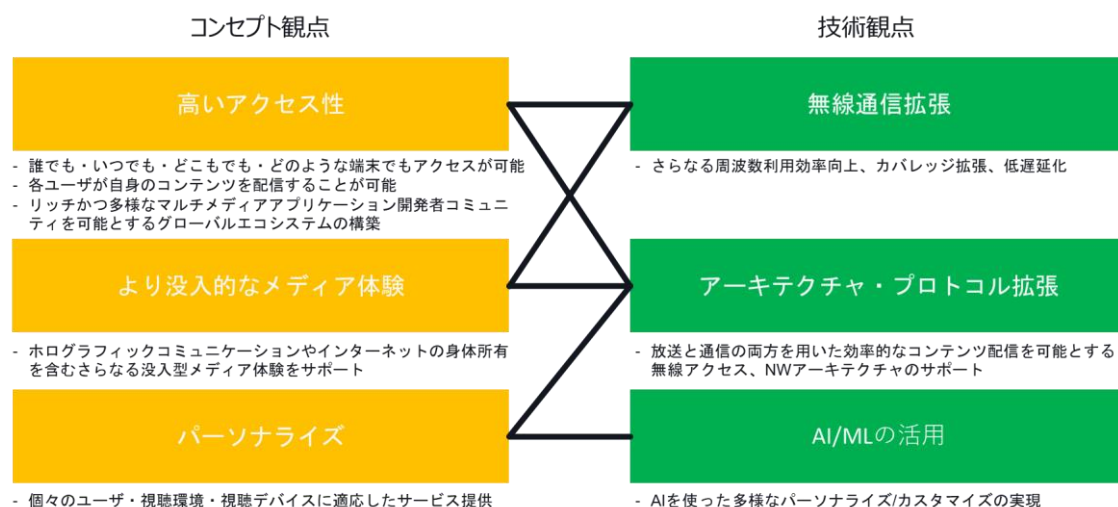 コンセプト観点
技術観点
高いアクセス性
無線通信拡張
- 誰でも・いつでも・どこもでも・どのような端末でもアクセスが可能
- 各ユーザが自身のコンテンツを配信することが可能
- リッチかつ多様なマルチメディアアプリケーション開発者コミュニ
ティを可能とするグローバルエコシステムの構築
- さらなる周波数利用効率向上、カバレッジ拡張、低遅延化
より没入的なメディア体験
アーキテクチャ・プロトコル拡張
- ホログラフィックコミュニケーションやインターネットの身体所有
を含むさらなる没入型メディア体験をサポート
- 放送と通信の両方を用いた効率的なコンテンツ配信を可能とする
無線アクセス、NWアーキテクチャのサポート
パーソナライズ
AI/MLの活用
- 個々のユーザ・視聴環境・視聴デバイスに適応したサービス提供
- AIを使った多様なパーソナライズ/カスタマイズの実現